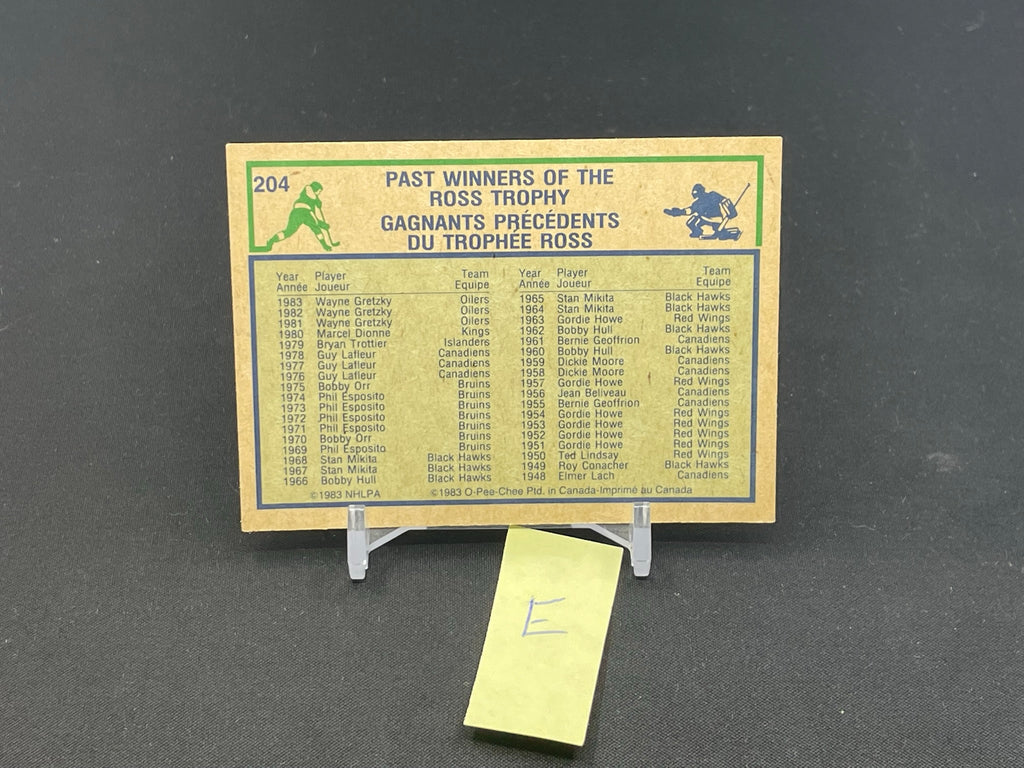 204
PAST WINNERS OF THE
ROSS TROPHY
GAGNANTS PRÉCÉDENTS
DU TROPHÉE ROSS
Year Player Team
Année Joueur Equipe
1983 Wayne Gretzky Oilers
1982 Wayne Gretzky Oilers
1981 Wayne Gretzky Oilers
1980 Marcel Dionne Kings
1979 Bryan Trottier Islanders
1978 Guy Lafleur Canadiens
1977 Guy Lafleur Canadiens
1976 Guy Lafleur Canadiens
1975 Bobby Orr Bruins
1974 Phil Esposito Bruins
1973 Phil Esposito Bruins
1972 Phil Esposito Bruins
1971 Phil Esposito Bruins
1970 Bobby Orr Bruins
1969 Phil Esposito Bruins
1968 Stan Mikita Black Hawks
1967 Stan Mikita Black Hawks
1966 Bobby Hull Black Hawks
Year Player Team
Année Joueur Equipe
1965 Stan Mikita Black Hawks
1964 Stan Mikita Black Hawks
1963 Gordie Howe Red Wings
1962 Bobby Hull Black Hawks
1961 Bernie Geoffrion Canadiens
1960 Bobby Hull Black Hawks
1959 Dickie Moore Canadiens
1958 Dickie Moore Canadiens
1957 Gordie Howe Red Wings
1956 Jean Beliveau Canadiens
1955 Bernie Geoffrion Canadiens
1954 Gordie Howe Red Wings
1953 Gordie Howe Red Wings
1952 Gordie Howe Red Wings
1951 Gordie Howe Red Wings
1950 Ted Lindsay Red Wings
1949 Roy Conacher Black Hawks
1948 Elmer Lach Canadiens
©1983 NHLPA ©1983 O-Pee-Chee Ptd. in Canada-Imprimé au Canada
E